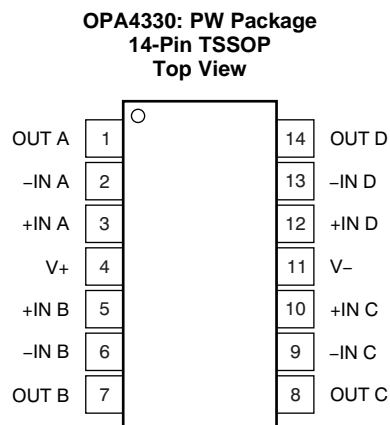 OPA4330: PW Package
14-Pin TSSOP
Top View
OUT A 1 14 OUT D
−IN A 2 13 −IN D
+IN A 3 12 +IN D
V+ 4 11 V−
+IN B 5 10 +IN C
−IN B 6 9 −IN C
OUT B 7 8 OUT C